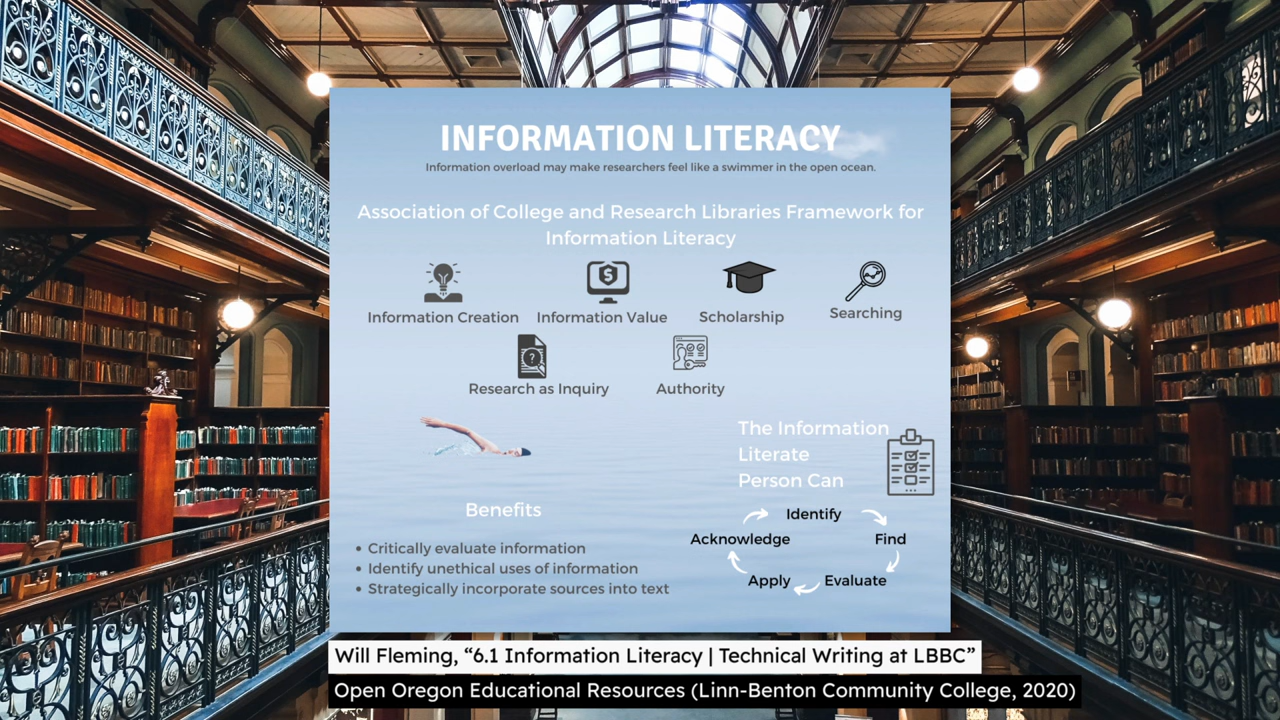 INFORMATION LITERACY
Information overload may make researchers feel like a swimmer in the open ocean.
Association of College and Research Libraries Framework for
Information Literacy
Information Creation
Information Value
Scholarship
Searching
Research as Inquiry
Authority
The Information
Literate
Person Can
Identify
Find
Evaluate
Apply
Acknowledge
Benefits
• Critically evaluate information
• Identify unethical uses of information
• Strategically incorporate sources into text
Will Fleming, “6.1 Information Literacy | Technical Writing at LBBC”
Open Oregon Educational Resources (Linn-Benton Community College, 2020)